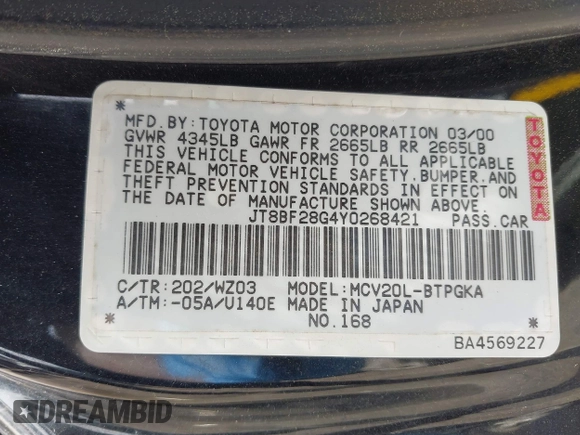 MFD.BY:TOYOTA MOTOR CORPORATION 03/00
GVWR 4345LB GAWR FR 2665LB RR 2665LB
THIS VEHICLE CONFORMS TO ALL APPLICABLE
FEDERAL MOTOR VEHICLE SAFETY.BUMPER.AND
THEFT PREVENTION STANDARDS IN EFFECT ON
THE DATE OF MANUFACTURE SHOWN ABOVE.
JT8BF28G4Y0268421 PASS.CAR
TOYOTA
C/TR:202/WZ03 MODEL:MCV20L-BTPGKA
A/TM:-05A/U140E MADE IN JAPAN
NO.168
BA4569227
DREAMBID